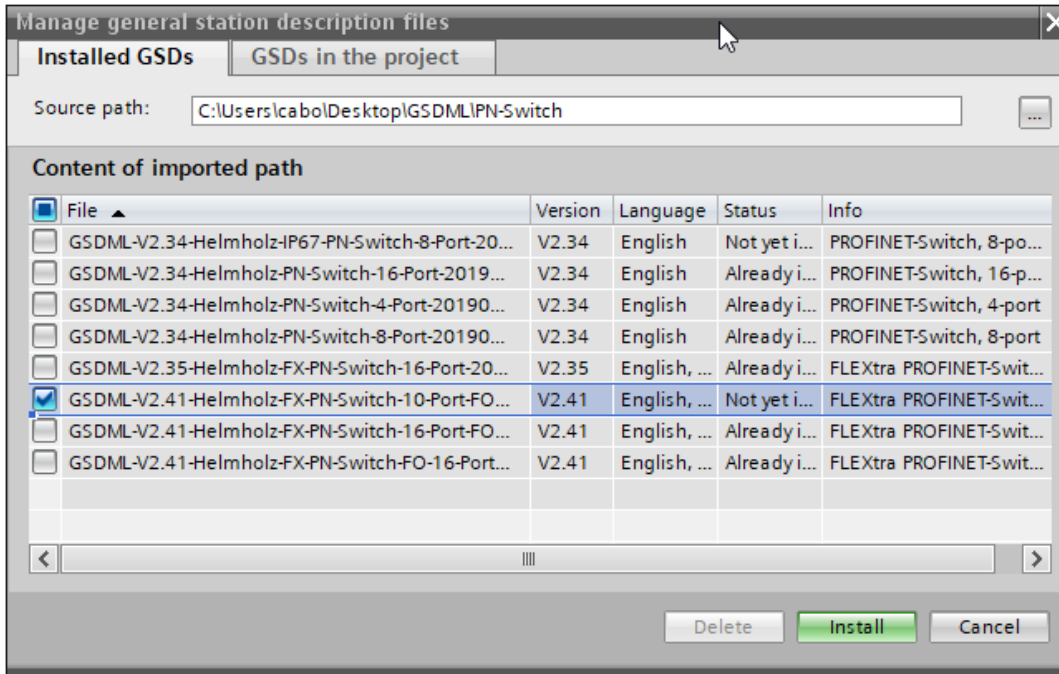 Manage general station description files
Installed GSDs GSDs in the project
Source path: C:\Users\cabo\Desktop\GSDML\PN-Switch ...
Content of imported path
File Version Language Status Info
GSDML-V2.34-Helmholz-IP67-PN-Switch-8-Port-20... V2.34 English Not yet i... PROFINET-Switch, 8-po...
GSDML-V2.34-Helmholz-PN-Switch-16-Port-2019... V2.34 English Already i... PROFINET-Switch, 16-p...
GSDML-V2.34-Helmholz-PN-Switch-4-Port-20190... V2.34 English Already i... PROFINET-Switch, 4-port
GSDML-V2.34-Helmholz-PN-Switch-8-Port-20190... V2.34 English Already i... PROFINET-Switch, 8-port
GSDML-V2.35-Helmholz-FX-PN-Switch-16-Port-20... V2.35 English, ... Already i... FLEXtra PROFINET-Swit...
GSDML-V2.41-Helmholz-FX-PN-Switch-10-Port-FO... V2.41 English, ... Not yet i... FLEXtra PROFINET-Swit...
GSDML-V2.41-Helmholz-FX-PN-Switch-16-Port-FO... V2.41 English, ... Already i... FLEXtra PROFINET-Swit...
GSDML-V2.41-Helmholz-FX-PN-Switch-FO-16-Port... V2.41 English, ... Already i... FLEXtra PROFINET-Swit...
Delete Install Cancel